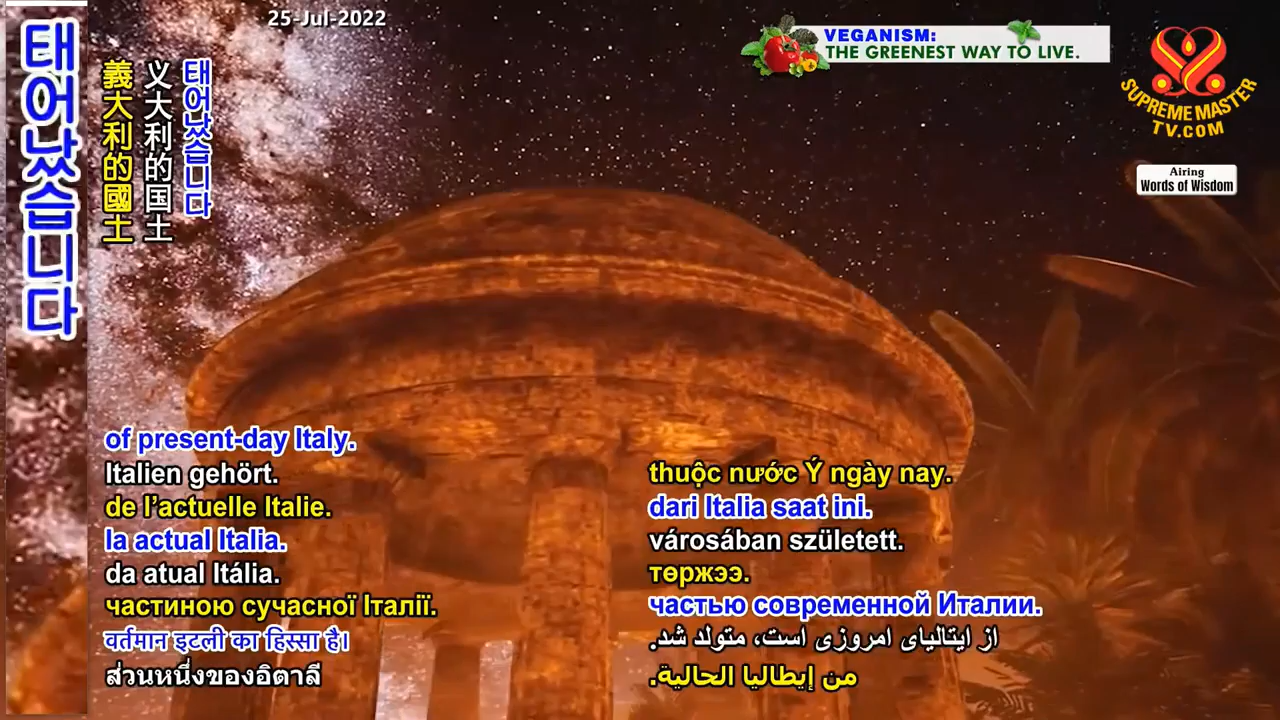 25-Jul-2022
VEGANISM:
THE GREENEST WAY TO LIVE.
SUPREME MASTER
TV.COM
Airing
Words of Wisdom
태어났습니다
태어났습니다
义大利的国土
義大利的國土
of present-day Italy.
Italien gehört.
de l’actuelle Italie.
la actual Italia.
da atual Itália.
частиною сучасної Італії.
वर्तमान इटली का हिस्सा है।
ส่วนหนึ่งของอิตาลี
thuộc nước Ý ngày nay.
dari Italia saat ini.
városában született.
төржээ.
частью современной Италии.
از ایتالیای امروزی است، متولد شد.
من إيطاليا الحالية.